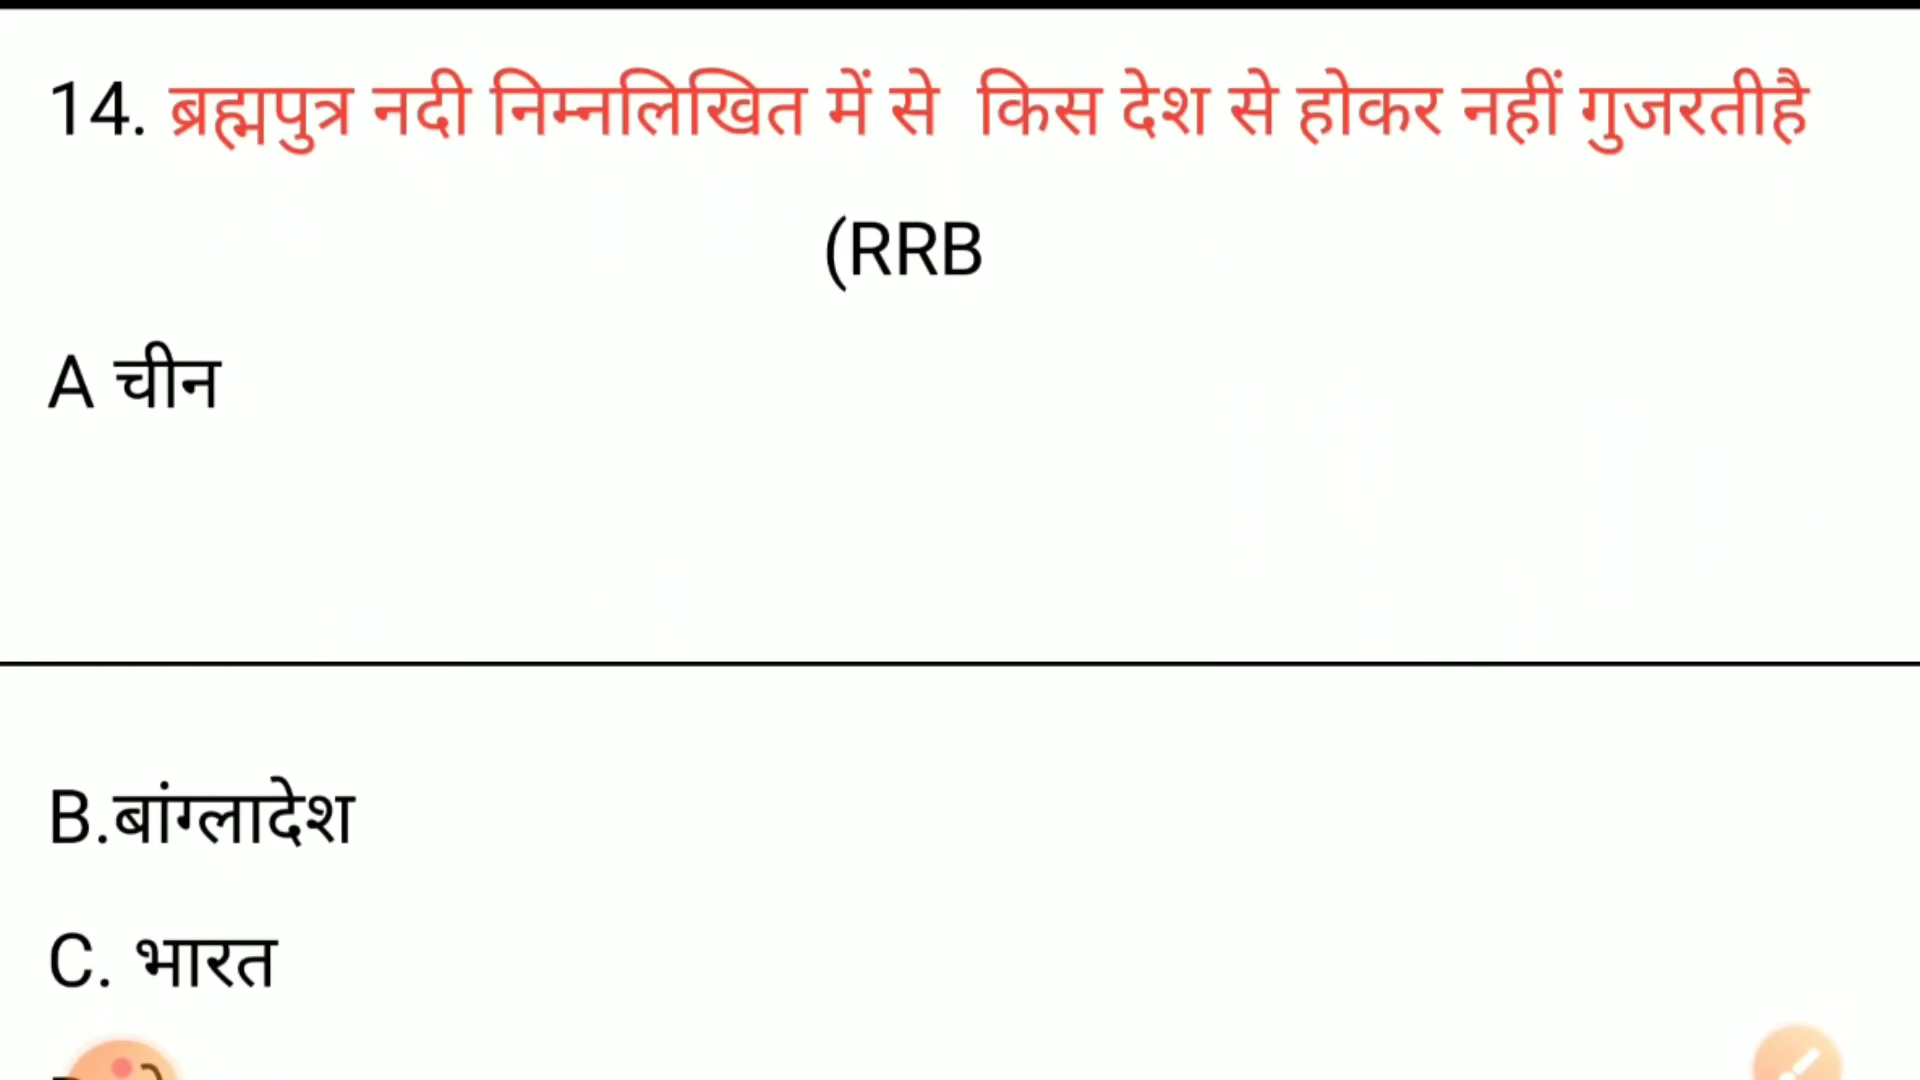 14. ब्रह्मपुत्र नदी निम्नलिखित में से  किस देश से होकर नहीं गुजरतीहै
(RRB
A चीन
B.बांग्लादेश
C. भारत